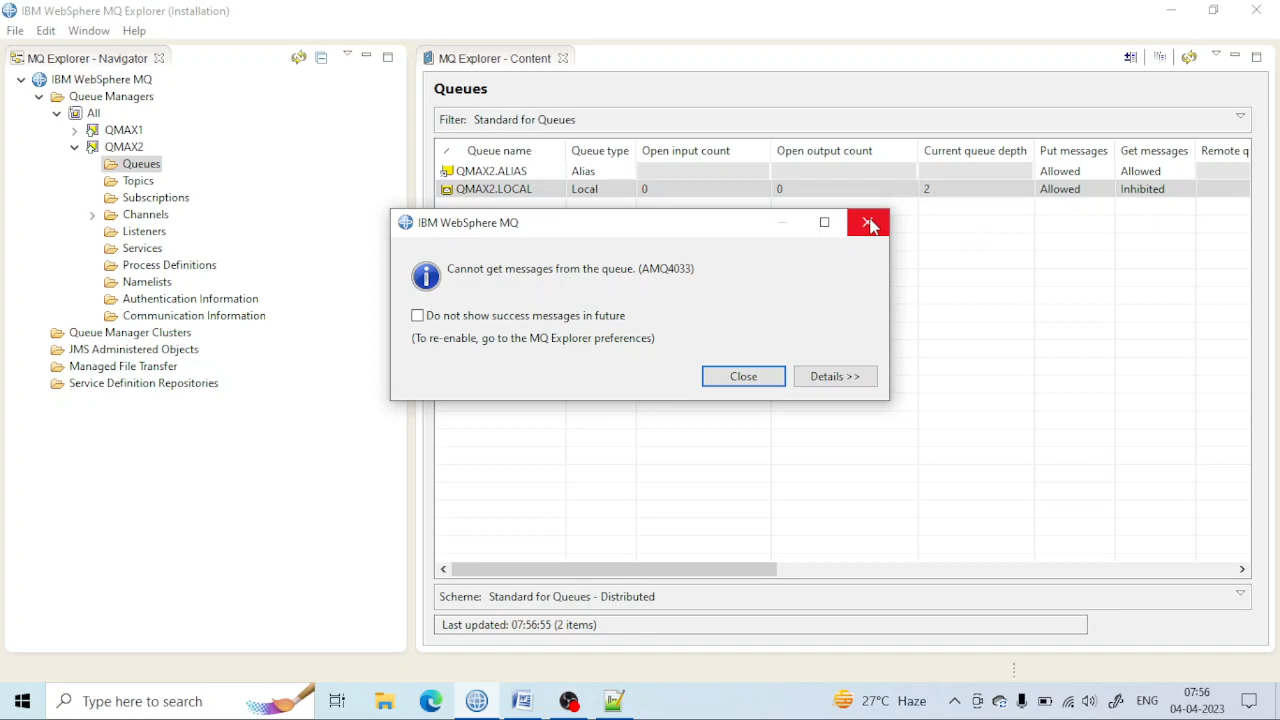 IBM WebSphere MQ Explorer (Installation)
File Edit Window Help
MQ Explorer - Navigator
IBM WebSphere MQ
Queue Managers
All
QMAX1
QMAX2
Queues
Topics
Subscriptions
Channels
Listeners
Services
Process Definitions
Namelists
Authentication Information
Communication Information
Queue Manager Clusters
JMS Administered Objects
Managed File Transfer
Service Definition Repositories
MQ Explorer - Content
Queues
Filter: Standard for Queues
Queue name Queue type Open input count Open output count Current queue depth Put messages Get messages Remote q
QMAX2.ALIAS Alias Allowed Allowed
QMAX2.LOCAL Local 0 0 2 Allowed Inhibited
IBM WebSphere MQ
Cannot get messages from the queue. (AMQ4033)
Do not show success messages in future
(To re-enable, go to the MQ Explorer preferences)
Close Details >>
Scheme: Standard for Queues - Distributed
Last updated: 07:56:55 (2 items)
Type here to search
27°C Haze
ENG
07:56
04-04-2023